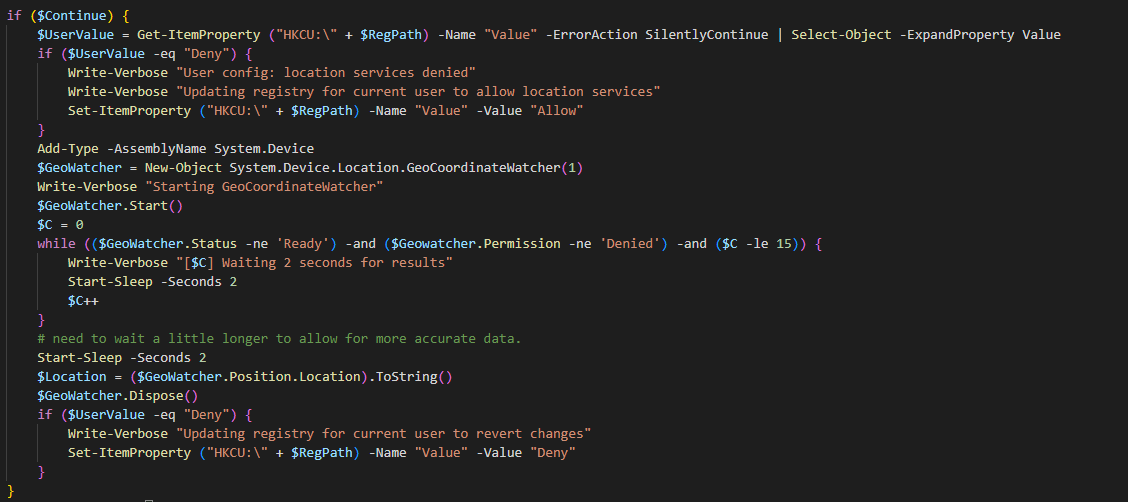 if ($Continue) {
    $UserValue = Get-ItemProperty ("HKCU:\" + $RegPath) -Name "Value" -ErrorAction SilentlyContinue | Select-Object -ExpandProperty Value
    if ($UserValue -eq "Deny") {
        Write-Verbose "User config: location services denied"
        Write-Verbose "Updating registry for current user to allow location services"
        Set-ItemProperty ("HKCU:\" + $RegPath) -Name "Value" -Value "Allow"
    }
    Add-Type -AssemblyName System.Device
    $GeoWatcher = New-Object System.Device.Location.GeoCoordinateWatcher(1)
    Write-Verbose "Starting GeoCoordinateWatcher"
    $GeoWatcher.Start()
    $C = 0
    while (($GeoWatcher.Status -ne 'Ready') -and ($Geowatcher.Permission -ne 'Denied') -and ($C -le 15)) {
        Write-Verbose "[$C] Waiting 2 seconds for results"
        Start-Sleep -Seconds 2
        $C++
    }
    # need to wait a little longer to allow for more accurate data.
    Start-Sleep -Seconds 2
    $Location = ($GeoWatcher.Position.Location).ToString()
    $GeoWatcher.Dispose()
    if ($UserValue -eq "Deny") {
        Write-Verbose "Updating registry for current user to revert changes"
        Set-ItemProperty ("HKCU:\" + $RegPath) -Name "Value" -Value "Deny"
    }
}